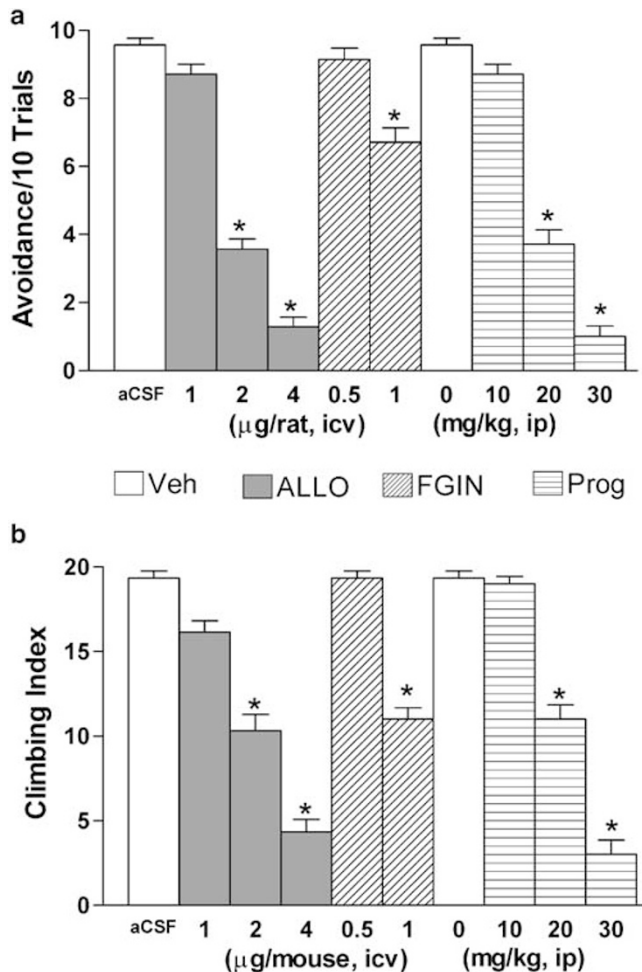 a
10
8
6
4
2
0
Avoidance/10 Trials
*
*
*
*
*
aCSF 1 2 4 0.5 1 0 10 20 30
(μg/rat, icv) (mg/kg, ip)
Veh ALLO FGIN Prog
b
20
15
10
5
0
Climbing Index
*
*
*
*
*
aCSF 1 2 4 0.5 1 0 10 20 30
(μg/mouse, icv) (mg/kg, ip)